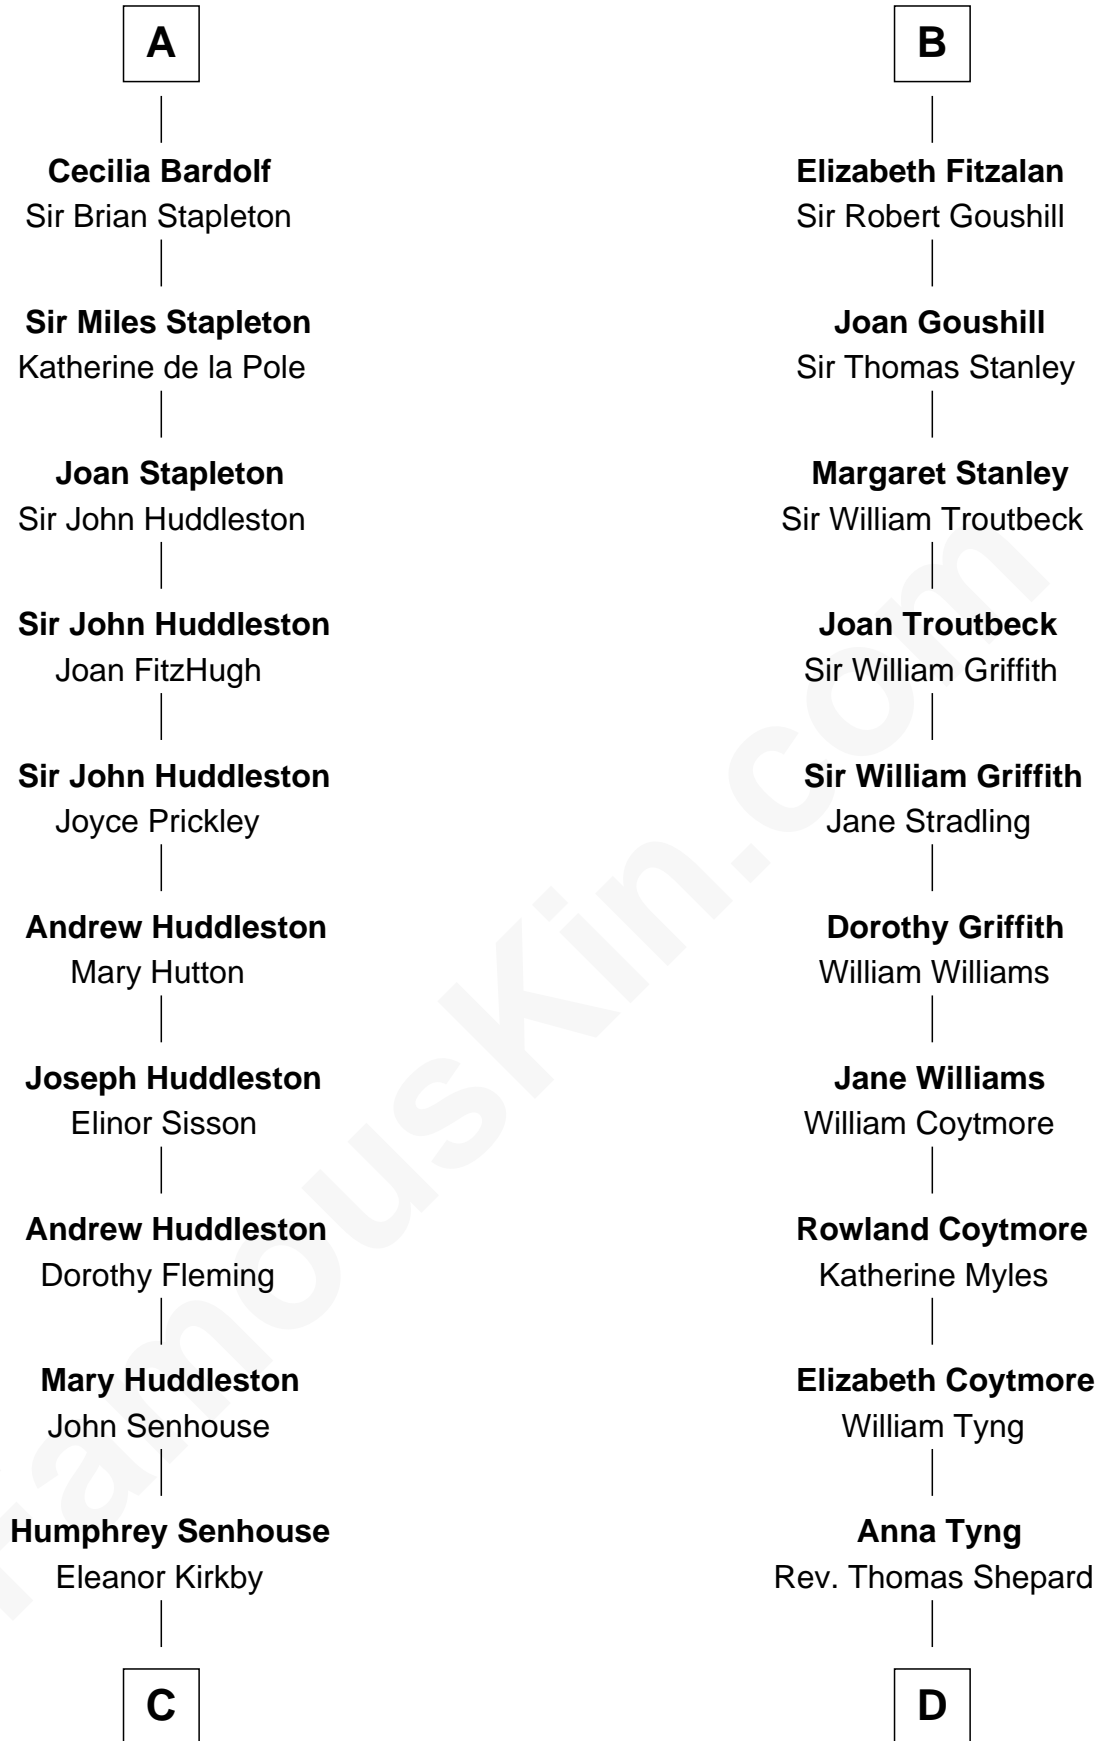 A
Cecilia Bardolf
Sir Brian Stapleton
Sir Miles Stapleton
Katherine de la Pole
Joan Stapleton
Sir John Huddleston
Sir John Huddleston
Joan FitzHugh
Sir John Huddleston
Joyce Prickley
Andrew Huddleston
Mary Hutton
Joseph Huddleston
Elinor Sisson
Andrew Huddleston
Dorothy Fleming
Mary Huddleston
John Senhouse
Humphrey Senhouse
Eleanor Kirkby
C
B
Elizabeth Fitzalan
Sir Robert Goushill
Joan Goushill
Sir Thomas Stanley
Margaret Stanley
Sir William Troutbeck
Joan Troutbeck
Sir William Griffith
Sir William Griffith
Jane Stradling
Dorothy Griffith
William Williams
Jane Williams
William Coytmore
Rowland Coytmore
Katherine Myles
Elizabeth Coytmore
William Tyng
Anna Tyng
Rev. Thomas Shepard
D
FamousKin.com